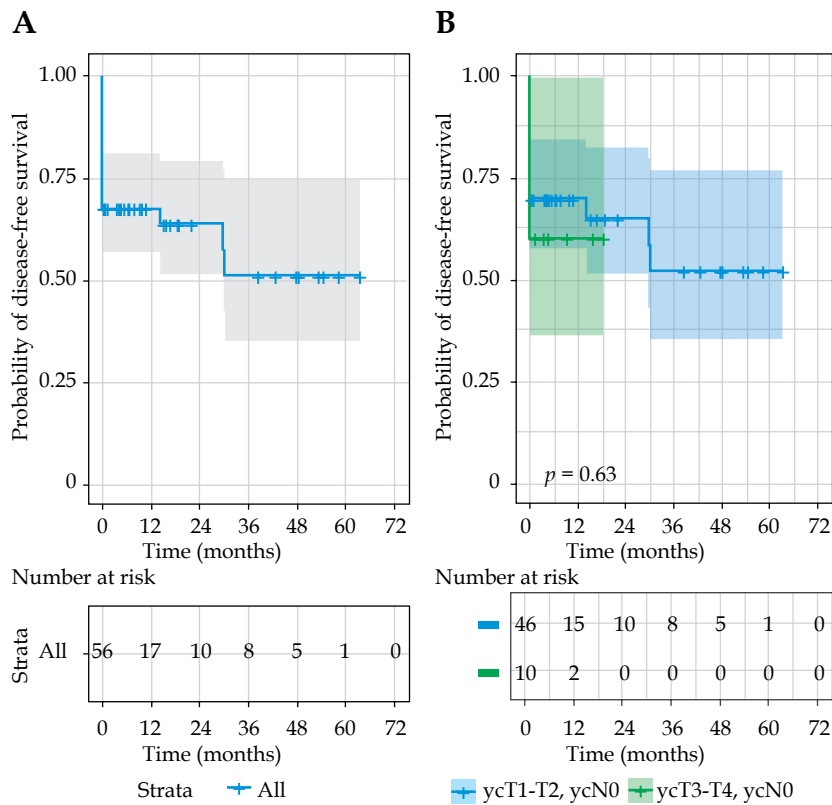 A
Probability of disease-free survival
1.00
0.75
0.50
0.25
0
0 12 24 36 48 60 72
Time (months)
Number at risk
Strata
All 56 17 10 8 5 1 0
0 12 24 36 48 60 72
Time (months)
Strata All
B
Probability of disease-free survival
1.00
0.75
0.50
0.25
0
p = 0.63
0 12 24 36 48 60 72
Time (months)
Number at risk
46 15 10 8 5 1 0
10 2 0 0 0 0 0
0 12 24 36 48 60 72
Time (months)
ycT1-T2, ycN0 ycT3-T4, ycN0